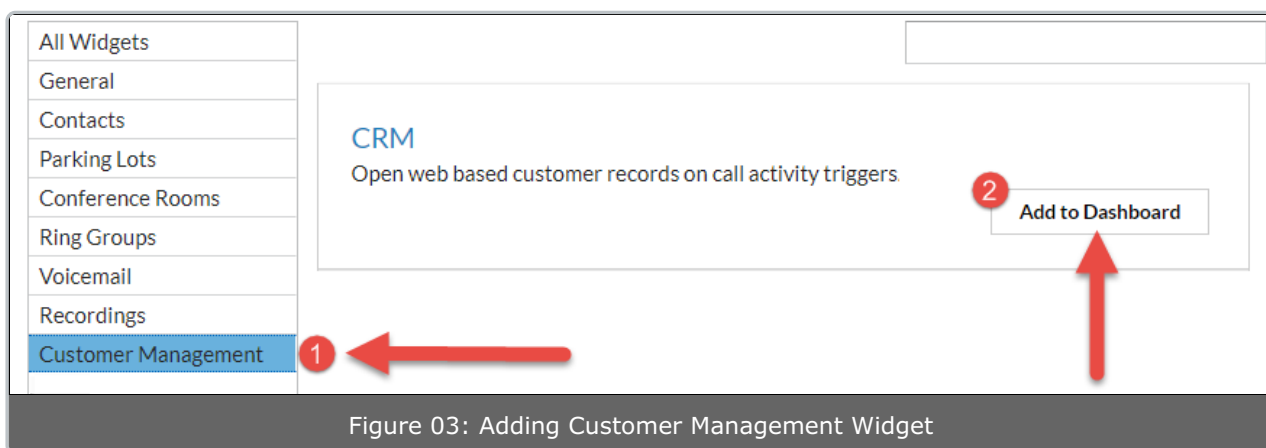 All Widgets
General
Contacts
Parking Lots
Conference Rooms
Ring Groups
Voicemail
Recordings
Customer Management
1
CRM
Open web based customer records on call activity triggers.
2
Add to Dashboard
Figure 03: Adding Customer Management Widget